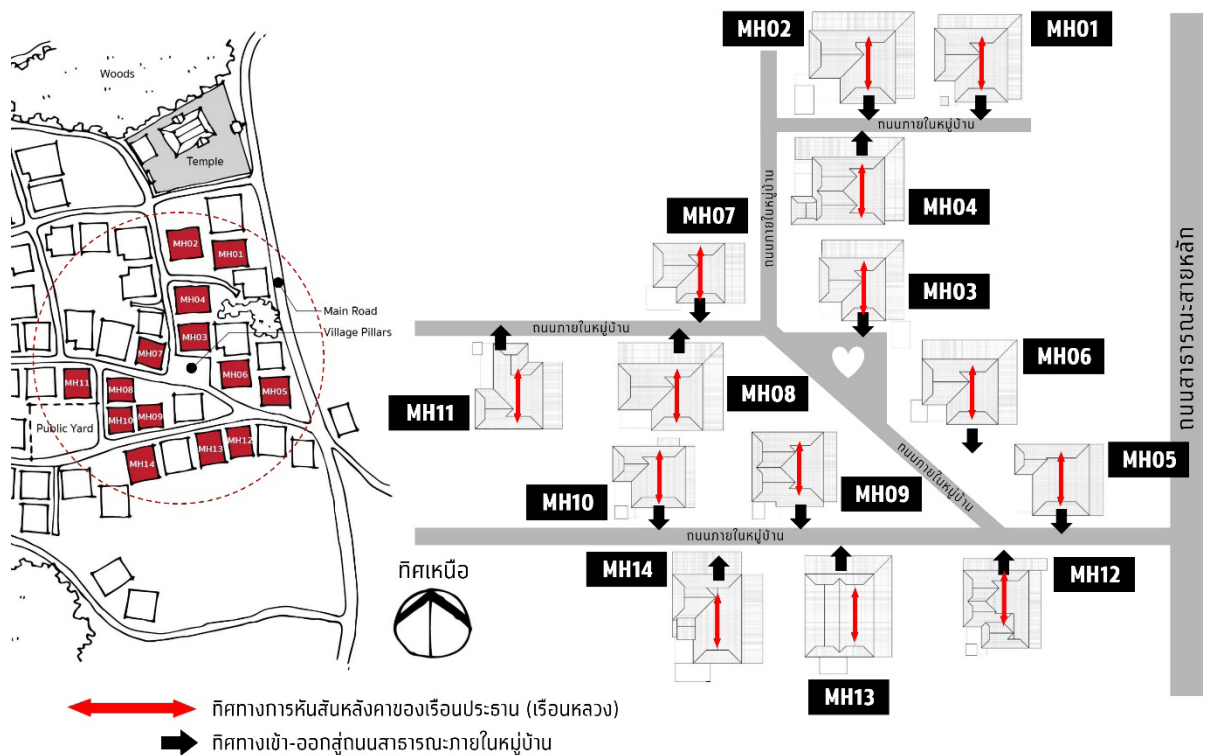 Woods
Temple
MH02
MH01
MH04
Main Road
Village Pillars
MH03
MH07
MH06
MH11
MH08
MH05
MH10
MH09
Public Yard
MH12
MH13
MH14
MH02
MH01
ถนนภายในหมู่บ้าน
MH04
MH07
ถนนภายในหมู่บ้าน
MH03
ถนนสาธารณะสายหลัก
ถนนภายในหมู่บ้าน
MH06
MH11
MH08
MH05
MH10
MH09
ถนนภายในหมู่บ้าน
ถนนภายในหมู่บ้าน
MH14
MH12
MH13
ทิศเหนือ
ทิศทางการหันสันหลังคาของเรือนประธาน (เรือนหลวง)
ทิศทางเข้า-ออกสู่ถนนสาธารณะภายในหมู่บ้าน